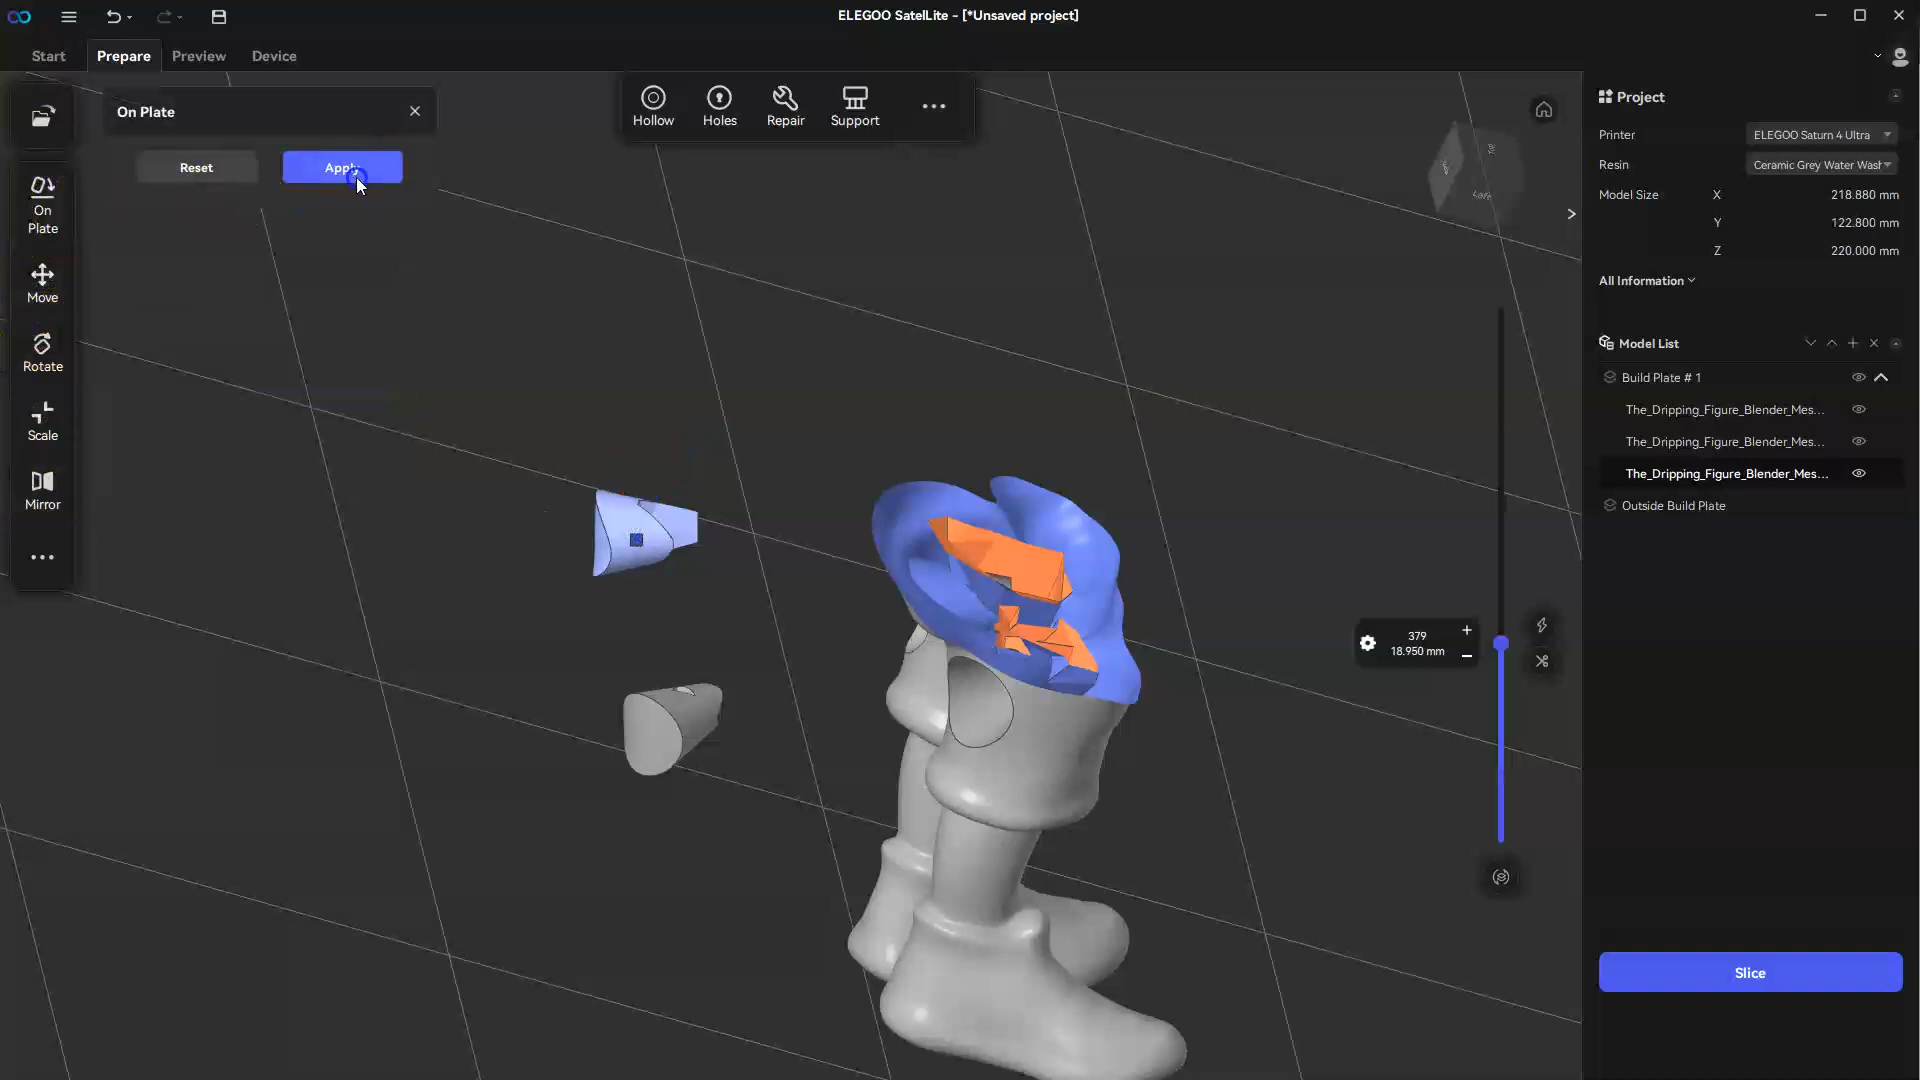 ELEGOO SatelLite - [*Unsaved project]
Start
Prepare
Preview
Device
On Plate
Reset
Apply
Hollow
Holes
Repair
Support
On
Plate
Move
Rotate
Scale
Mirror
379
18.950 mm
Project
Printer
ELEGOO Saturn 4 Ultra
Resin
Ceramic Grey Water Wash
Model Size
X
218.880 mm
Y
122.800 mm
Z
220.000 mm
All Information
Model List
Build Plate # 1
The_Dripping_Figure_Blender_Mes...
The_Dripping_Figure_Blender_Mes...
The_Dripping_Figure_Blender_Mes...
Outside Build Plate
Slice